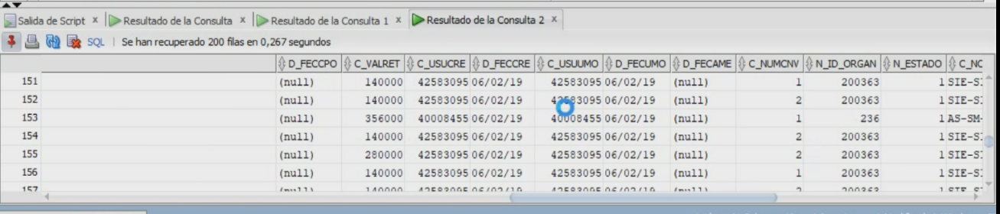 Salida de Script x Resultado de la Consulta x Resultado de la Consulta 1 x Resultado de la Consulta 2 x
SQL | Se han recuperado 200 filas en 0,267 segundos
D_FECCPO C_VALRET C_USUCRE D_FECCRE C_USUUMO D_FECUMO D_FECAME C_NUMCNV N_ID_ORGAN N_ESTADO C_NC
151 (null) 140000 42583095 06/02/19 42583095 06/02/19 (null) 1 200363 1 SIE-SI
152 (null) 140000 42583095 06/02/19 42583095 06/02/19 (null) 2 200363 1 SIE-SI
153 (null) 356000 40008455 06/02/19 40008455 06/02/19 (null) 1 236 1 AS-SM-
154 (null) 140000 42583095 06/02/19 42583095 06/02/19 (null) 2 200363 1 SIE-SI
155 (null) 280000 42583095 06/02/19 42583095 06/02/19 (null) 2 200363 1 SIE-SI
156 (null) 140000 42583095 06/02/19 42583095 06/02/19 (null) 1 200363 1 SIE-SI
157 (null) 140000 42583095 06/02/19 42583095 06/02/19 (null) 2 200363 1 SIE-SI